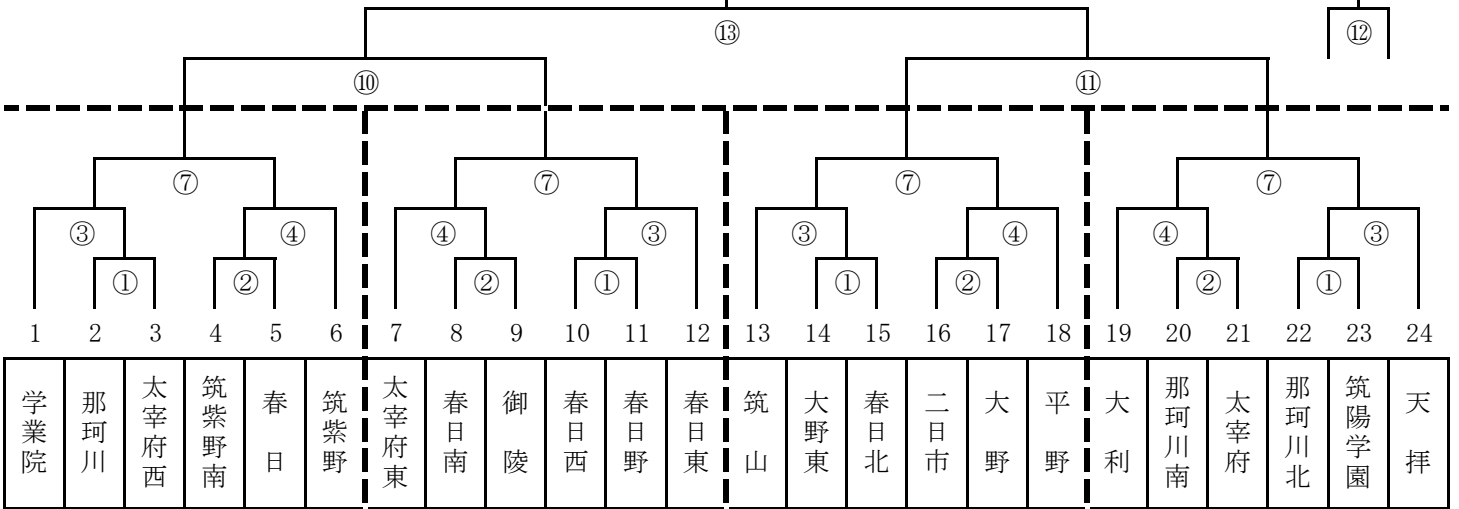 ⑬ ⑫
⑩ ⑪
⑦ ⑦ ⑦ ⑦
③ ④ ④ ③ ③ ④ ④ ③
① ② ② ① ① ② ② ①
1 2 3 4 5 6 7 8 9 10 11 12 13 14 15 16 17 18 19 20 21 22 23 24
学業院
那珂川
太宰府西
筑紫野南
春日
筑紫野
太宰府東
春日南
御陵
春日西
春日野
春日東
筑山
大野東
春日北
二日市
大野
平野
大利
那珂川南
太宰府
那珂川北
筑陽学園
天拝